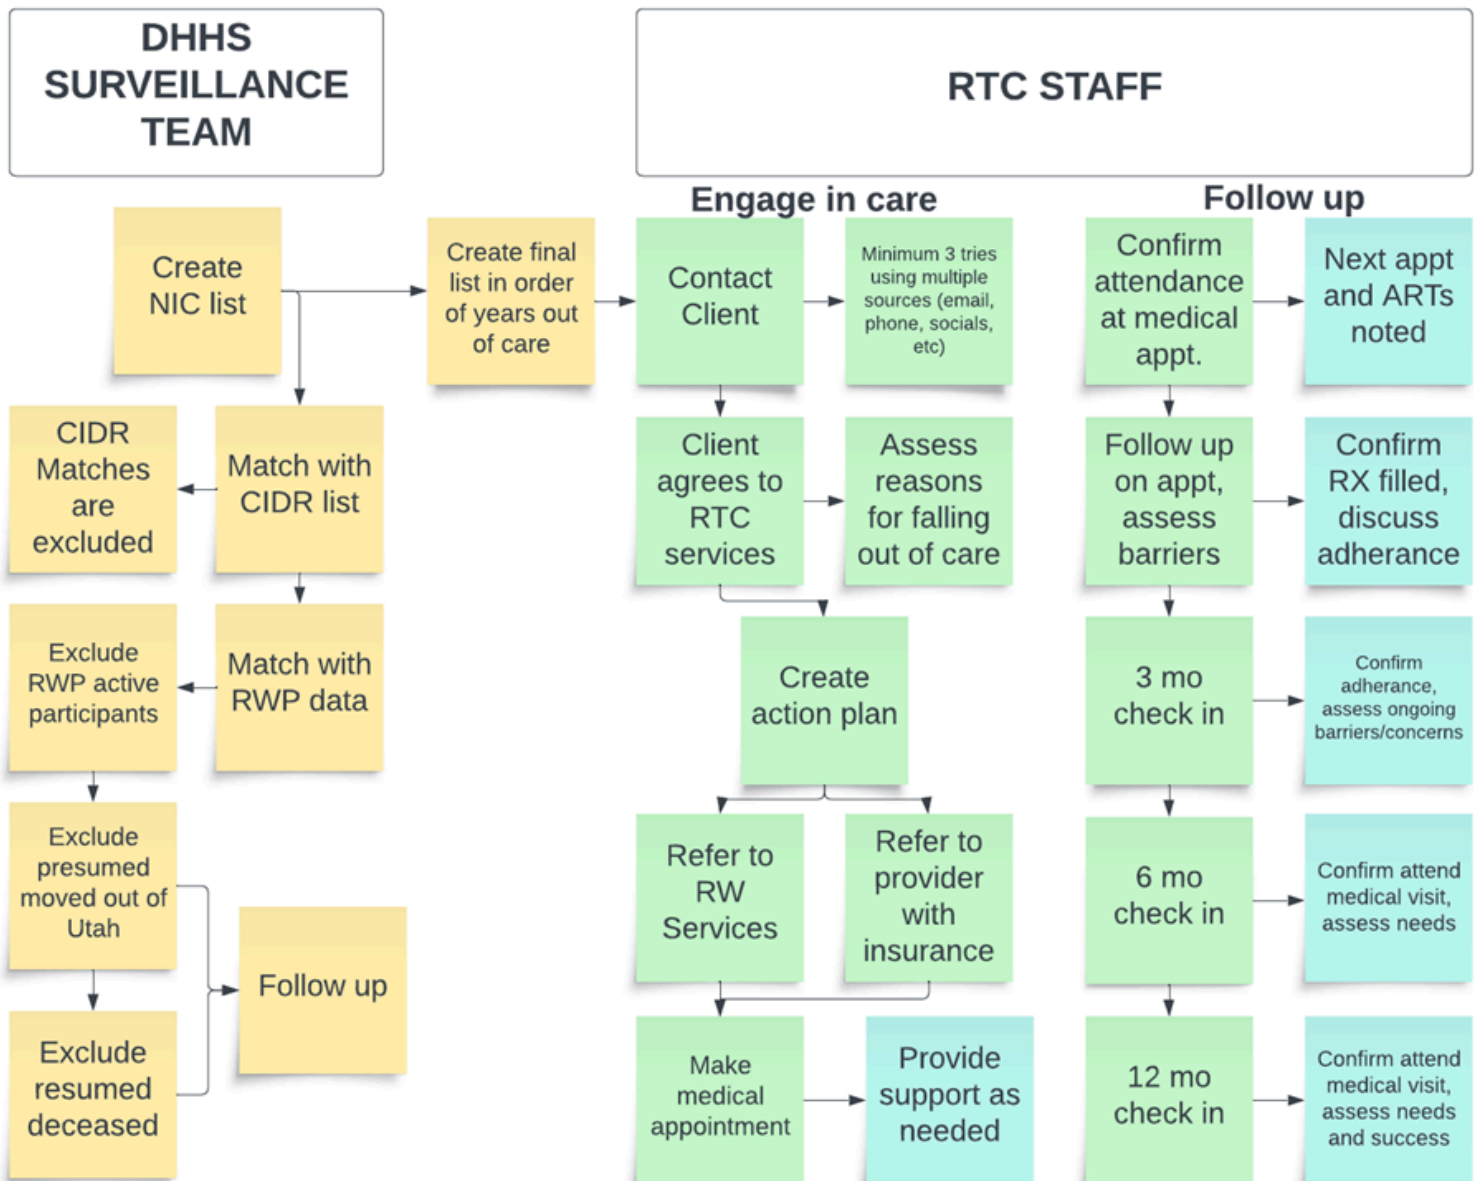 DHHS
SURVEILLANCE
TEAM
RTC STAFF
Engage in care
Follow up
Create
NIC list
Create final
list in order
of years out
of care
Contact
Client
Minimum 3 tries
using multiple
sources (email,
phone, socials,
etc)
Confirm
attendance
at medical
appt.
Next appt
and ARTs
noted
CIDR
Matches
are
excluded
Match with
CIDR list
Client
agrees to
RTC
services
Assess
reasons
for falling
out of care
Follow up
on appt,
assess
barriers
Confirm
RX filled,
discuss
adherance
Exclude
RWP active
participants
Match with
RWP data
Create
action plan
3 mo
check in
Confirm
adherance,
assess ongoing
barriers/concerns
Exclude
presumed
moved out of
Utah
Follow up
Refer to
RW
Services
Refer to
provider
with
insurance
6 mo
check in
Confirm attend
medical visit,
assess needs
Exclude
resumed
deceased
Make
medical
appointment
Provide
support as
needed
12 mo
check in
Confirm attend
medical visit,
assess needs
and success